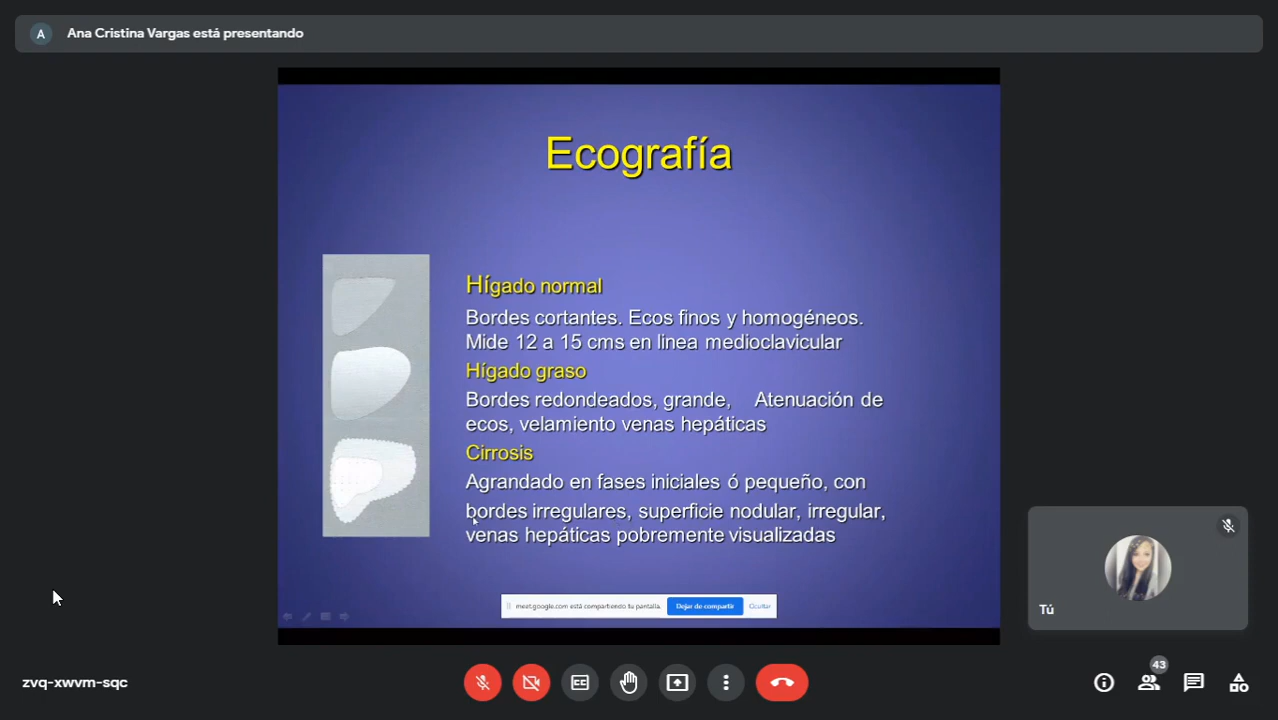 A
Ana Cristina Vargas está presentando
Ecografía
Hígado normal
Bordes cortantes. Ecos finos y homogéneos.
Mide 12 a 15 cms en linea medioclavicular
Hígado graso
Bordes redondeados, grande, Atenuación de
ecos, velamiento venas hepáticas
Cirrosis
Agrandado en fases iniciales ó pequeño, con
bordes irregulares, superficie nodular, irregular,
venas hepáticas pobremente visualizadas
meet.google.com está compartiendo tu pantalla. Dejar de compartir Ocultar
Tú
zvq-xwvm-sqc
43